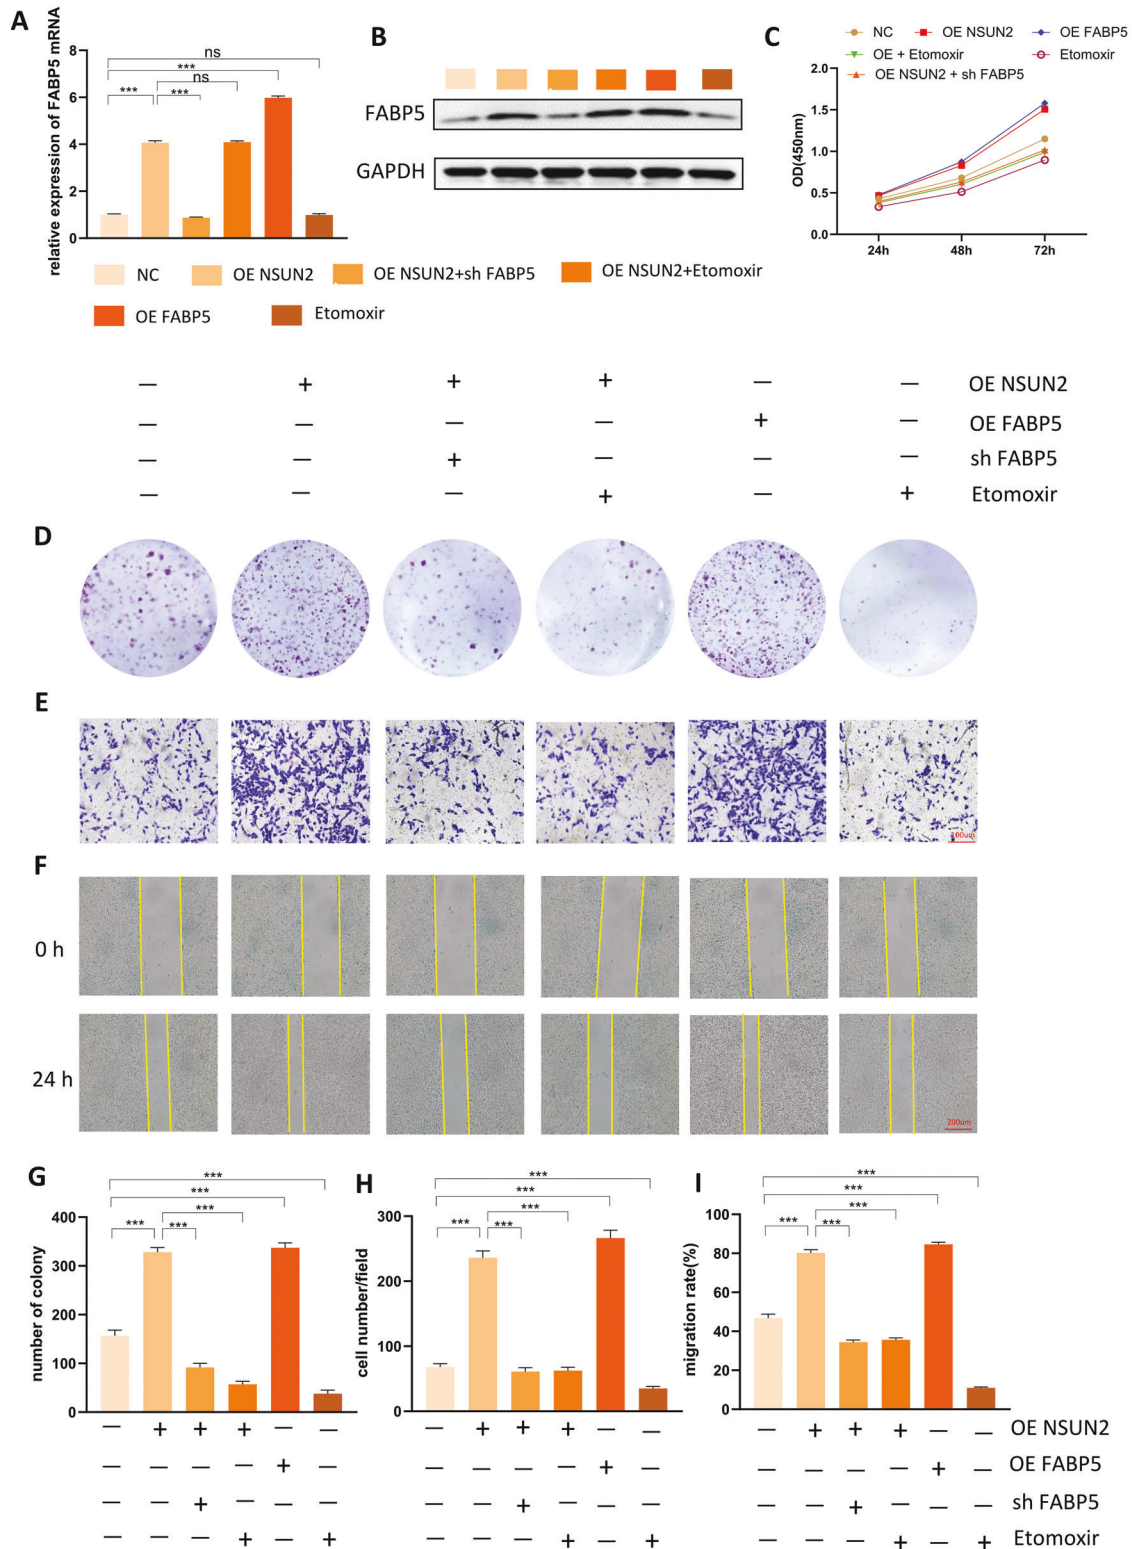 A
relative expression of FABP5 mRNA
8
6
4
2
0
ns
***
ns
***
***
NC
OE NSUN2
OE NSUN2+sh FABP5
OE NSUN2+Etomoxir
OE FABP5
Etomoxir
B
FABP5
GAPDH
C
NC
OE NSUN2
OE FABP5
OE + Etomoxir
Etomoxir
OE NSUN2 + sh FABP5
OD(450nm)
2.0
1.5
1.0
0.5
0.0
24h
48h
72h
— + + + — — OE NSUN2
— — — — + — OE FABP5
— — + — — — sh FABP5
— — — + — + Etomoxir
D
E
100um
F
0 h
24 h
200um
G
number of colony
400
300
200
100
0
***
***
***
***
***
H
cell number/field
300
200
100
0
***
***
***
***
***
I
migration rate(%)
100
80
60
40
20
0
***
***
***
***
***
— + + + — — — + + + — — — + + + — — OE NSUN2
— — — — + — — — — — + — — — — — + — OE FABP5
— — + — — — — — + — — — — — + — — — sh FABP5
— — — + — + — — — + — + — — — + — + Etomoxir